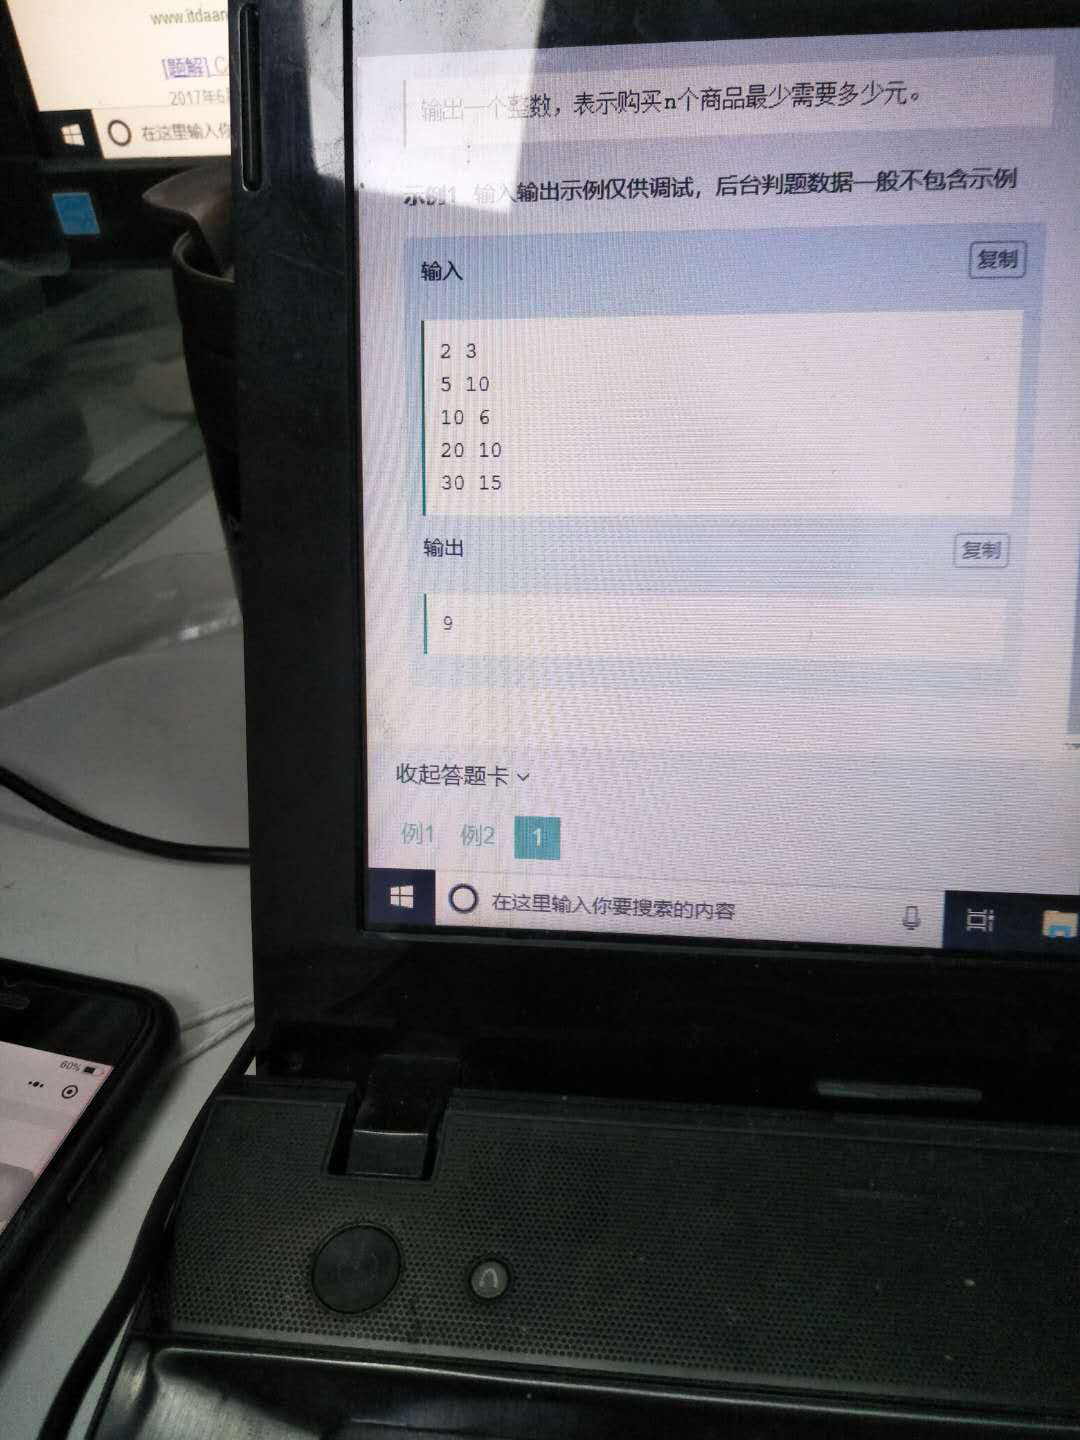 www.itdaan
[题解] C
2017年6月
在这里输入你
输出一个整数，表示购买n个商品最少需要多少元。
示例1 输入输出示例仅供调试，后台判题数据一般不包含示例
输入
复制
2 3
5 10
10 6
20 10
30 15
输出
复制
9
收起答题卡
例1 例2 1
在这里输入你要搜索的内容
60%